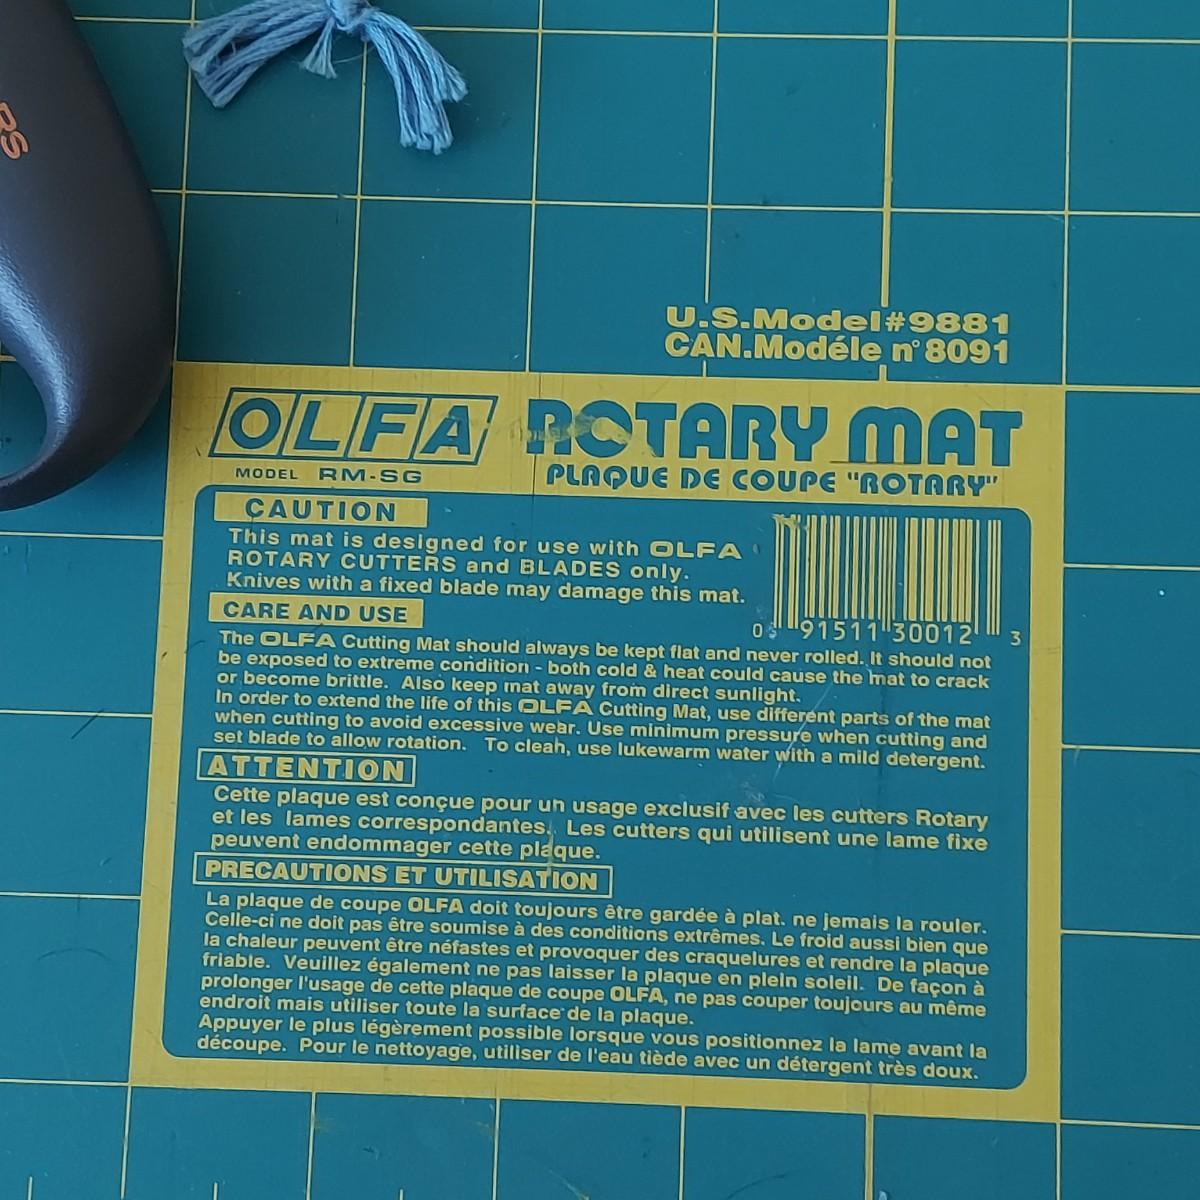 RS
U.S.Model#9881
CAN.Modéle n° 8091
OLFA ROTARY MAT
MODEL RM-SG PLAQUE DE COUPE "ROTARY"
CAUTION
This mat is designed for use with OLFA
ROTARY CUTTERS and BLADES only.
Knives with a fixed blade may damage this mat.
0 91511 30012 3
CARE AND USE
The OLFA Cutting Mat should always be kept flat and never rolled. It should not
be exposed to extreme condition - both cold & heat could cause the mat to crack
or become brittle. Also keep mat away from direct sunlight.
In order to extend the life of this OLFA Cutting Mat, use different parts of the mat
when cutting to avoid excessive wear. Use minimum pressure when cutting and
set blade to allow rotation. To clean, use lukewarm water with a mild detergent.
ATTENTION
Cette plaque est conçue pour un usage exclusif avec les cutters Rotary
et les lames correspondantes. Les cutters qui utilisent une lame fixe
peuvent endommager cette plaque.
PRECAUTIONS ET UTILISATION
La plaque de coupe OLFA doit toujours être gardée à plat. ne jemais la rouler.
Celle-ci ne doit pas être soumise à des conditions extrêmes. Le froid aussi bien que
la chaleur peuvent être néfastes et provoquer des craquelures et rendre la plaque
friable. Veuillez également ne pas laisser la plaque en plein soleil. De façon à
prolonger l'usage de cette plaque de coupe OLFA, ne pas couper toujours au même
endroit mais utiliser toute la surface de la plaque.
Appuyer le plus légèrement possible lorsque vous positionnez la lame avant la
découpe. Pour le nettoyage, utiliser de l'eau tiède avec un détergent très doux.